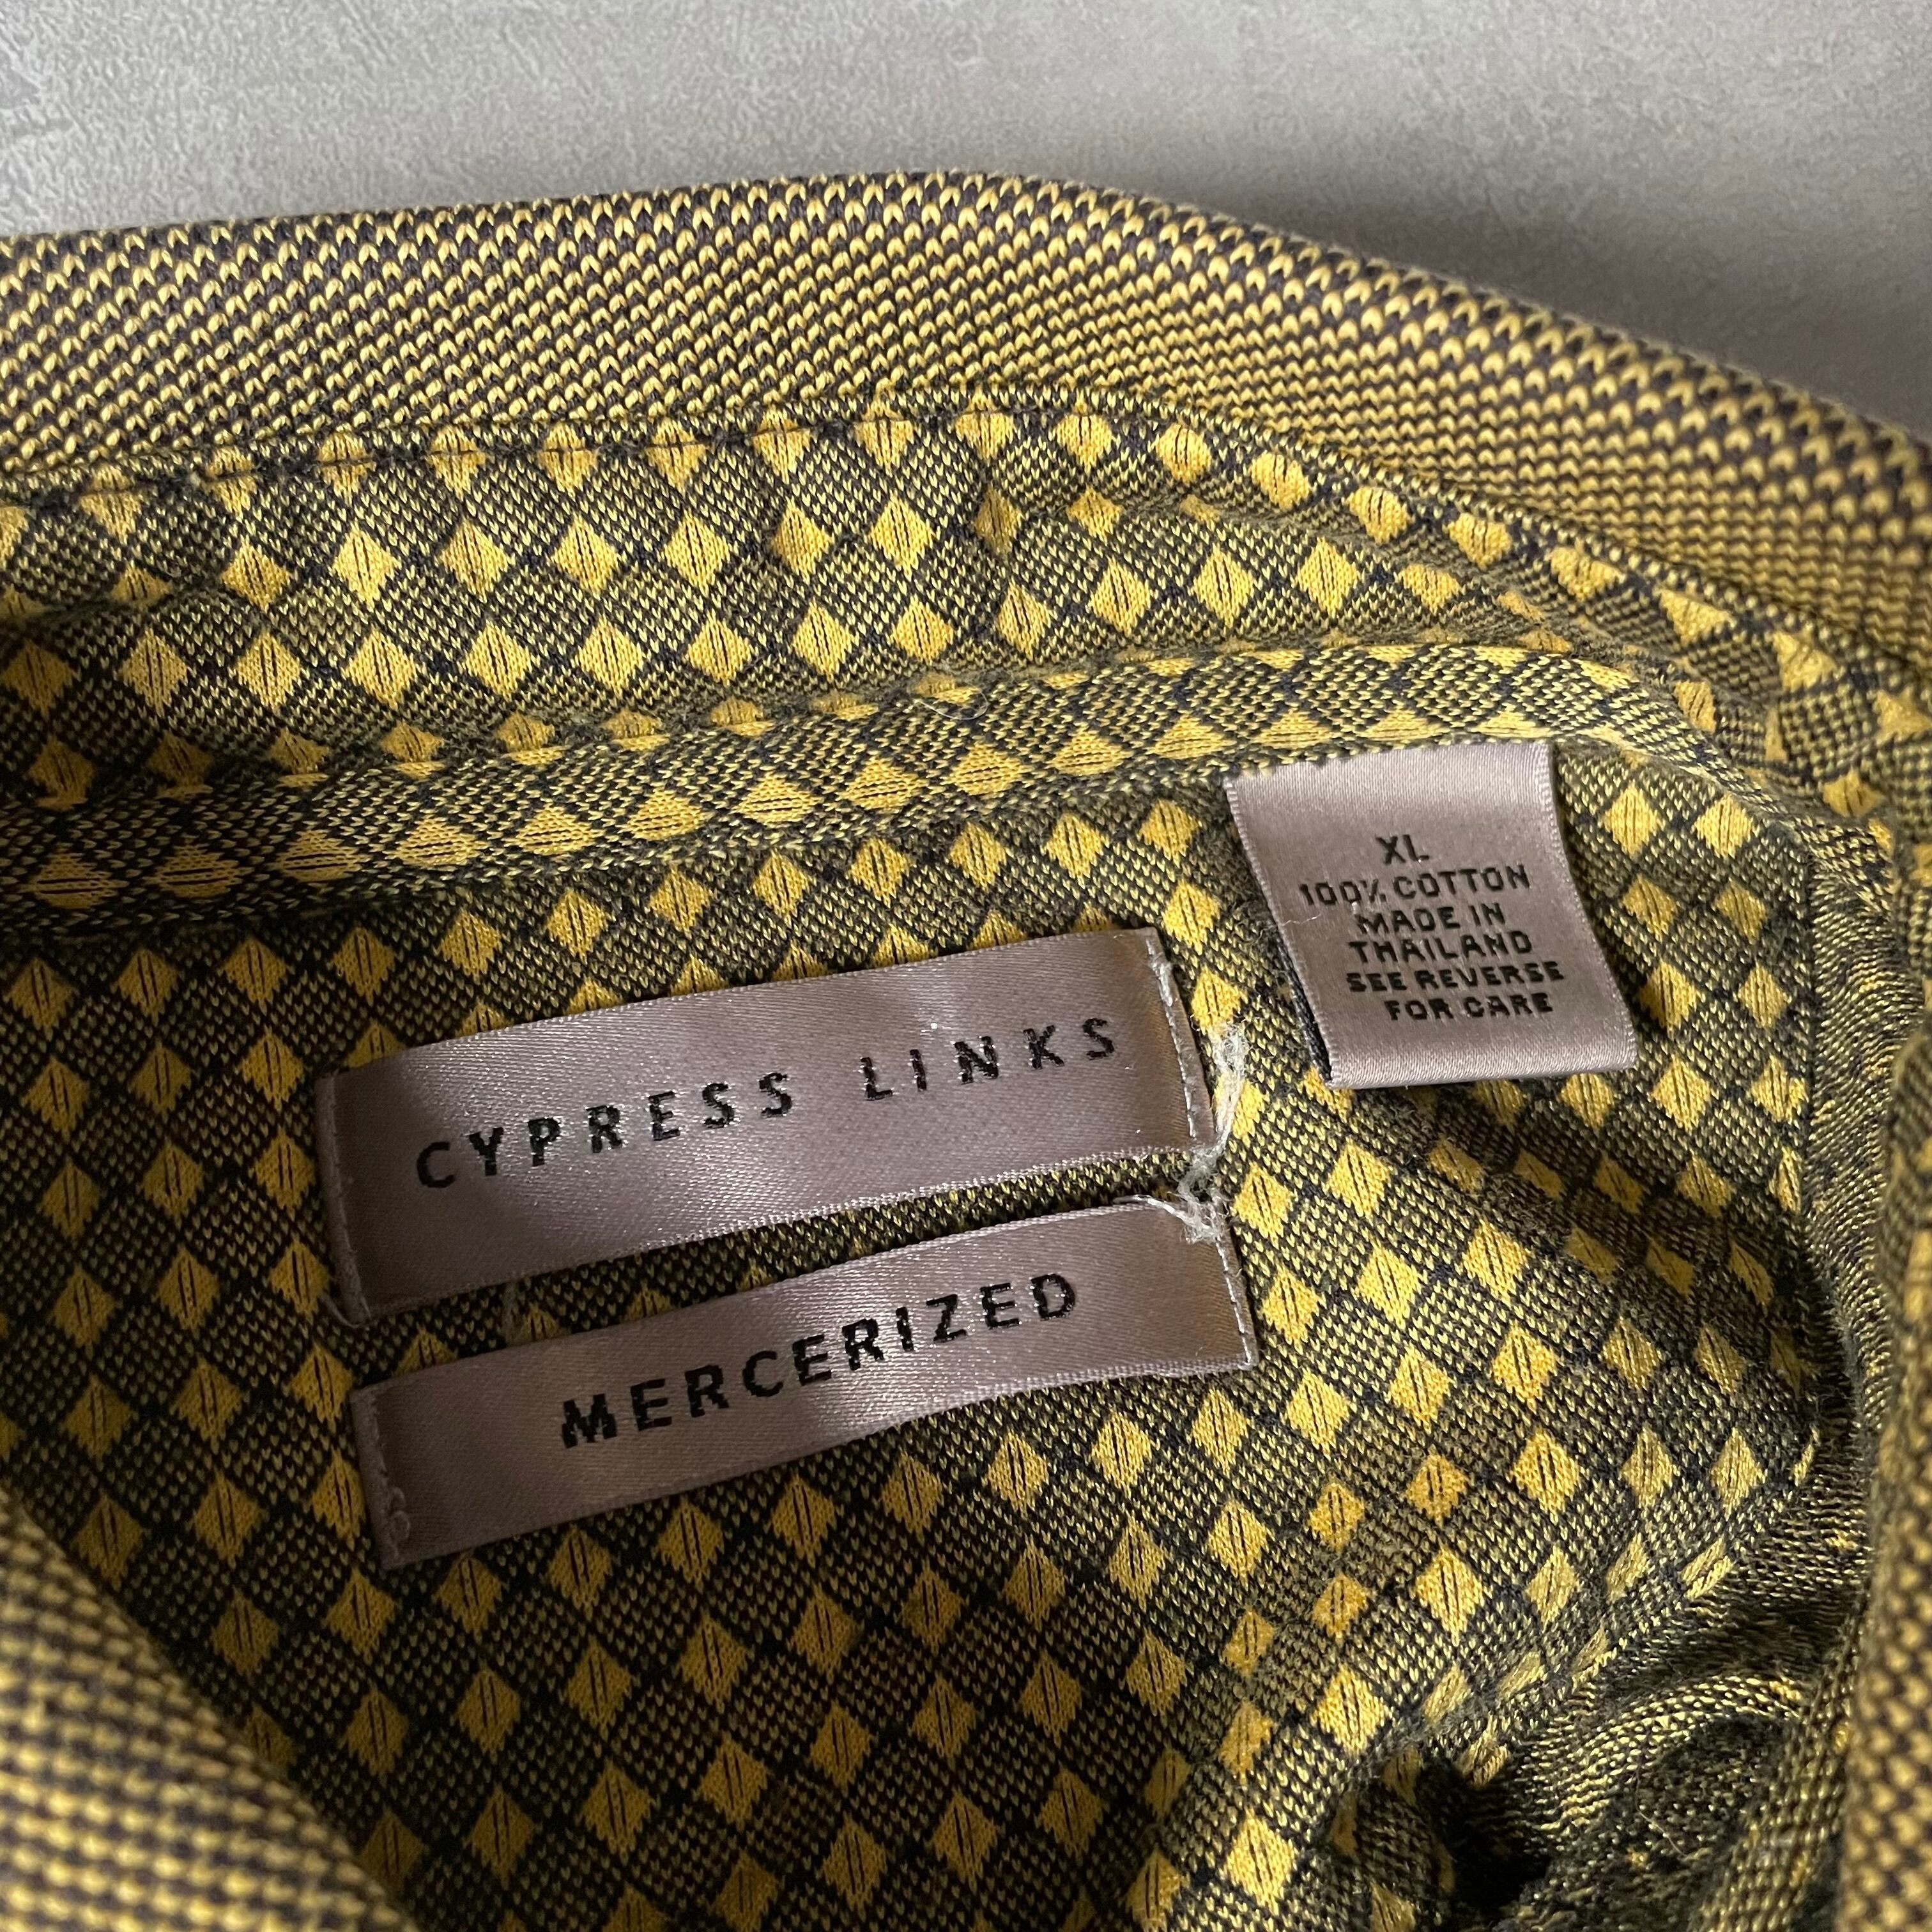 CYPRESS LINKS
MERCERIZED
XL
100% COTTON
MADE IN
THAILAND
SEE REVERSE
FOR CARE